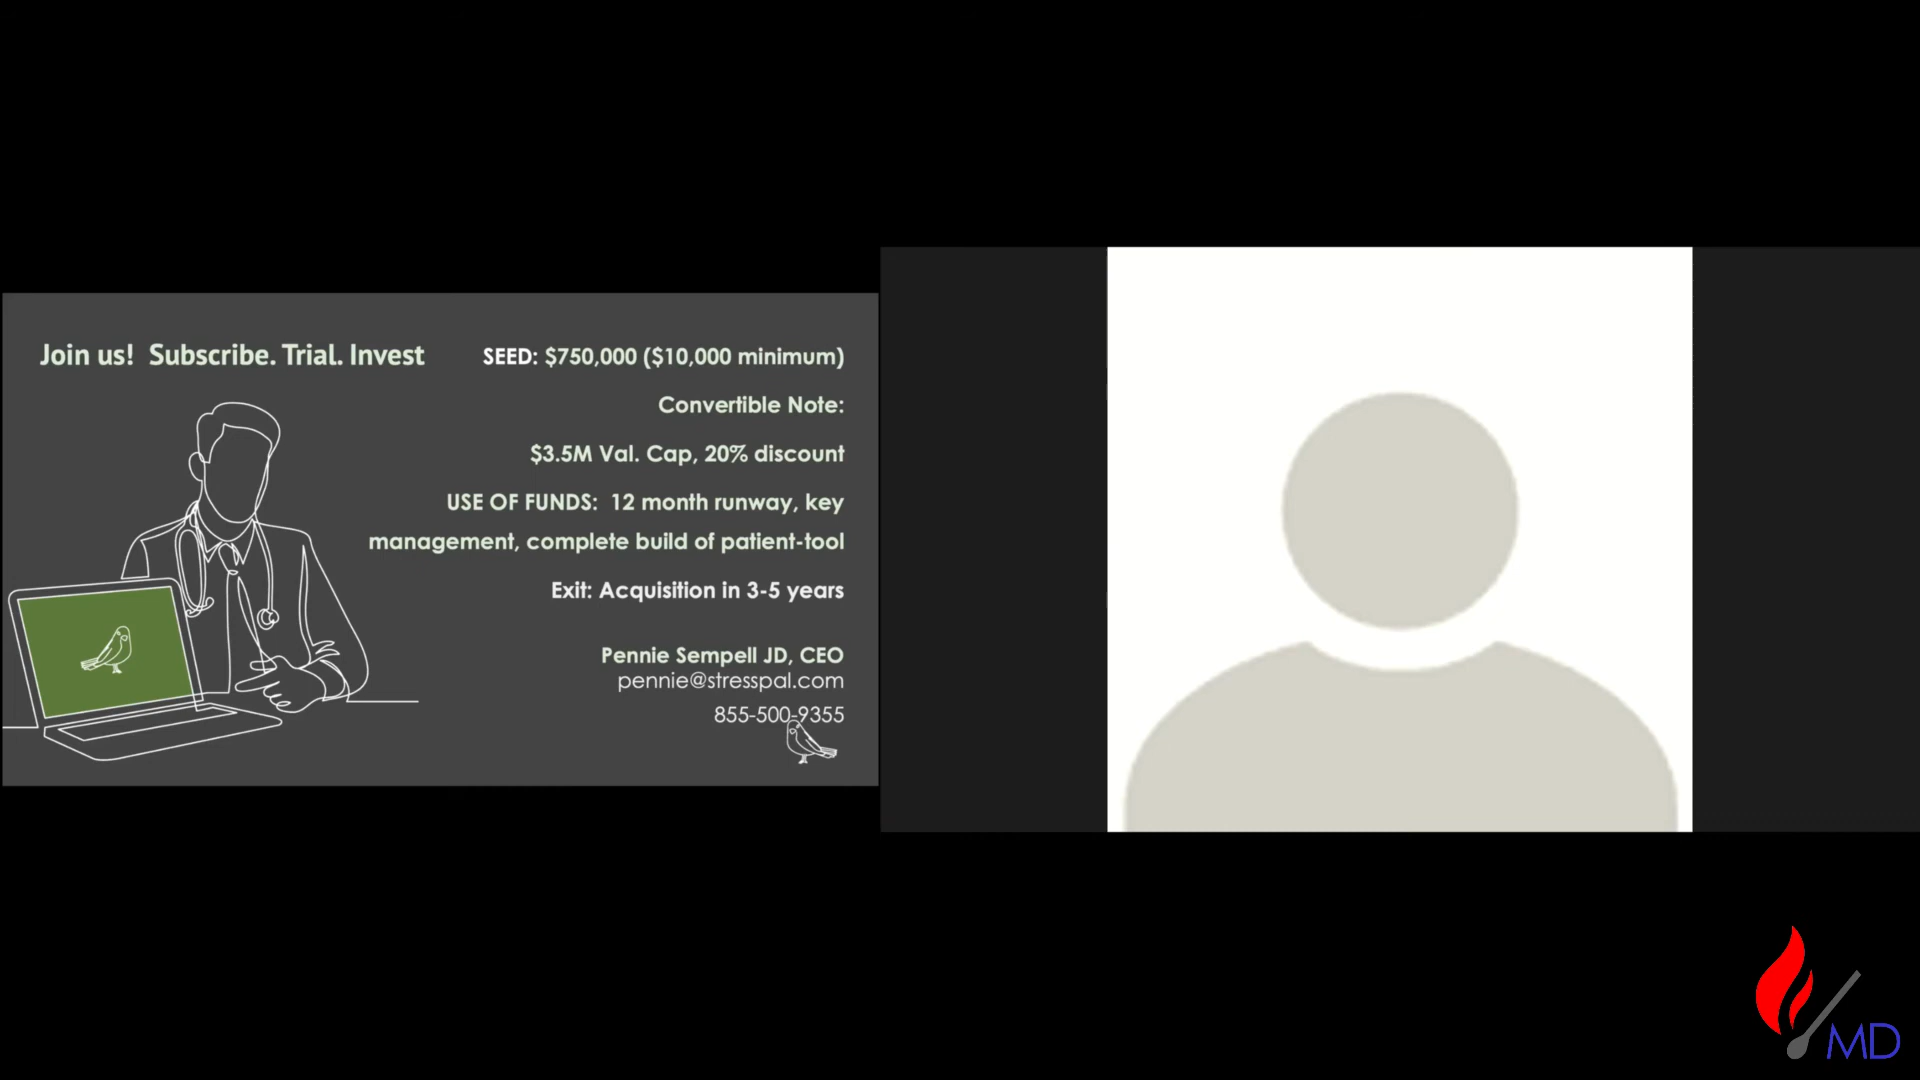 Join us!  Subscribe. Trial. Invest
SEED: $750,000 ($10,000 minimum)
Convertible Note:
$3.5M Val. Cap, 20% discount
USE OF FUNDS:  12 month runway, key
management, complete build of patient-tool
Exit: Acquisition in 3-5 years
Pennie Sempell JD, CEO
pennie@stresspal.com
855-500-9355
MD